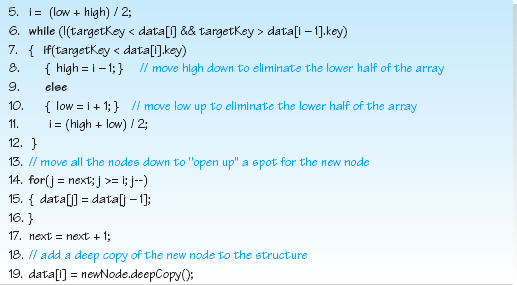 5. i = (low + high) / 2;
6. while (!(targetKey < data[i] && targetKey > data[i – 1].key)
7. { if(targetKey < data[i].key)
8. { high = i – 1; } // move high down to eliminate the lower half of the array
9. else
10. { low = i + 1; } // move low up to eliminate the lower half of the array
11. i = (high + low) / 2;
12. }
13. // move all the nodes down to "open up" a spot for the new node
14. for(j = next; j >= i; j--)
15. { data[j] = data[j – 1];
16. }
17. next = next + 1;
18. // add a deep copy of the new node to the structure
19. data[i] = newNode.deepCopy();